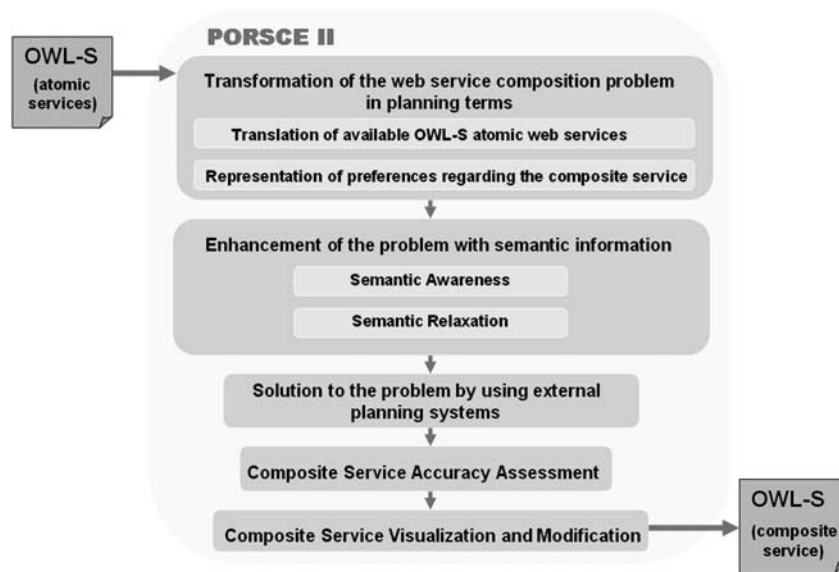 PORSCE II
OWL-S
(atomic
services)
Transformation of the web service composition problem
in planning terms
Translation of available OWL-S atomic web services
Representation of preferences regarding the composite service
Enhancement of the problem with semantic information
Semantic Awareness
Semantic Relaxation
Solution to the problem by using external
planning systems
Composite Service Accuracy Assessment
Composite Service Visualization and Modification
OWL-S
(composite
service)